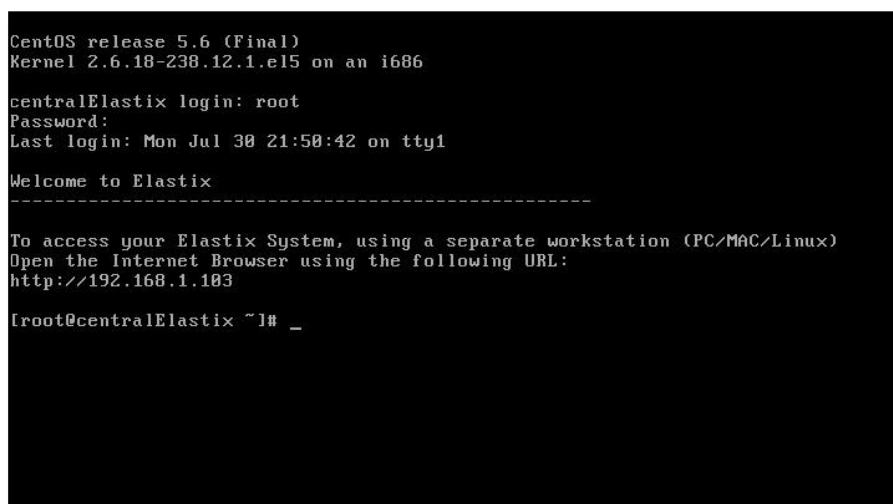 CentOS release 5.6 (Final)
Kernel 2.6.18-238.12.1.el5 on an i686
centralElastix login: root
Password:
Last login: Mon Jul 30 21:50:42 on tty1
Welcome to Elastix
----------------------------------------------------
To access your Elastix System, using a separate workstation (PC/MAC/Linux)
Open the Internet Browser using the following URL:
http://192.168.1.103
[root@centralElastix ~]# _